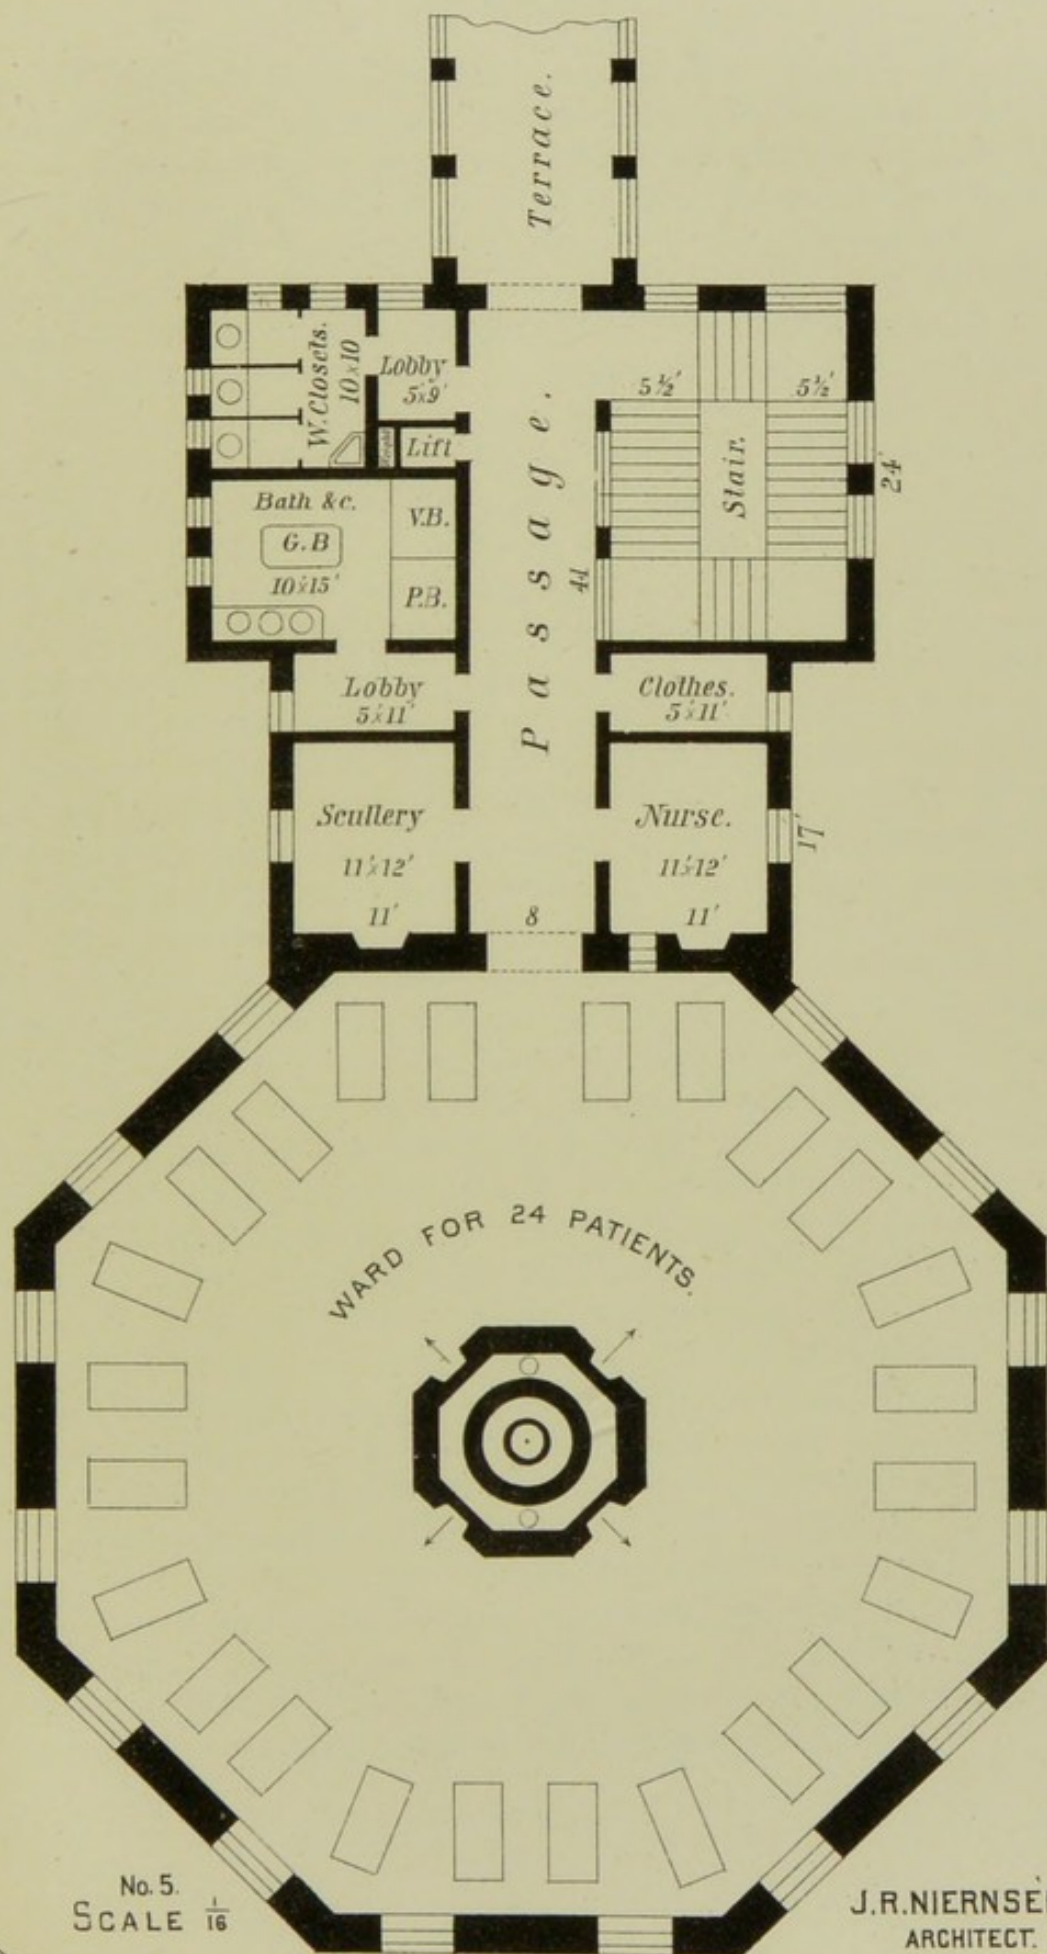 Terrace.
W. Closets.
10×10
Lobby
5'×9'
Lift
5½'
5½'
Stair.
24'
Passage.
44
Bath &c.
G.B
10'×15'
V.B.
P.B.
Lobby
5'×11'
Clothes.
5'×11'
Scullery
11'×12'
11'
8
Nurse.
11'×12'
11'
17'
WARD FOR 24 PATIENTS.
No. 5.
SCALE 1/16
J.R.NIERNSEE
ARCHITECT.